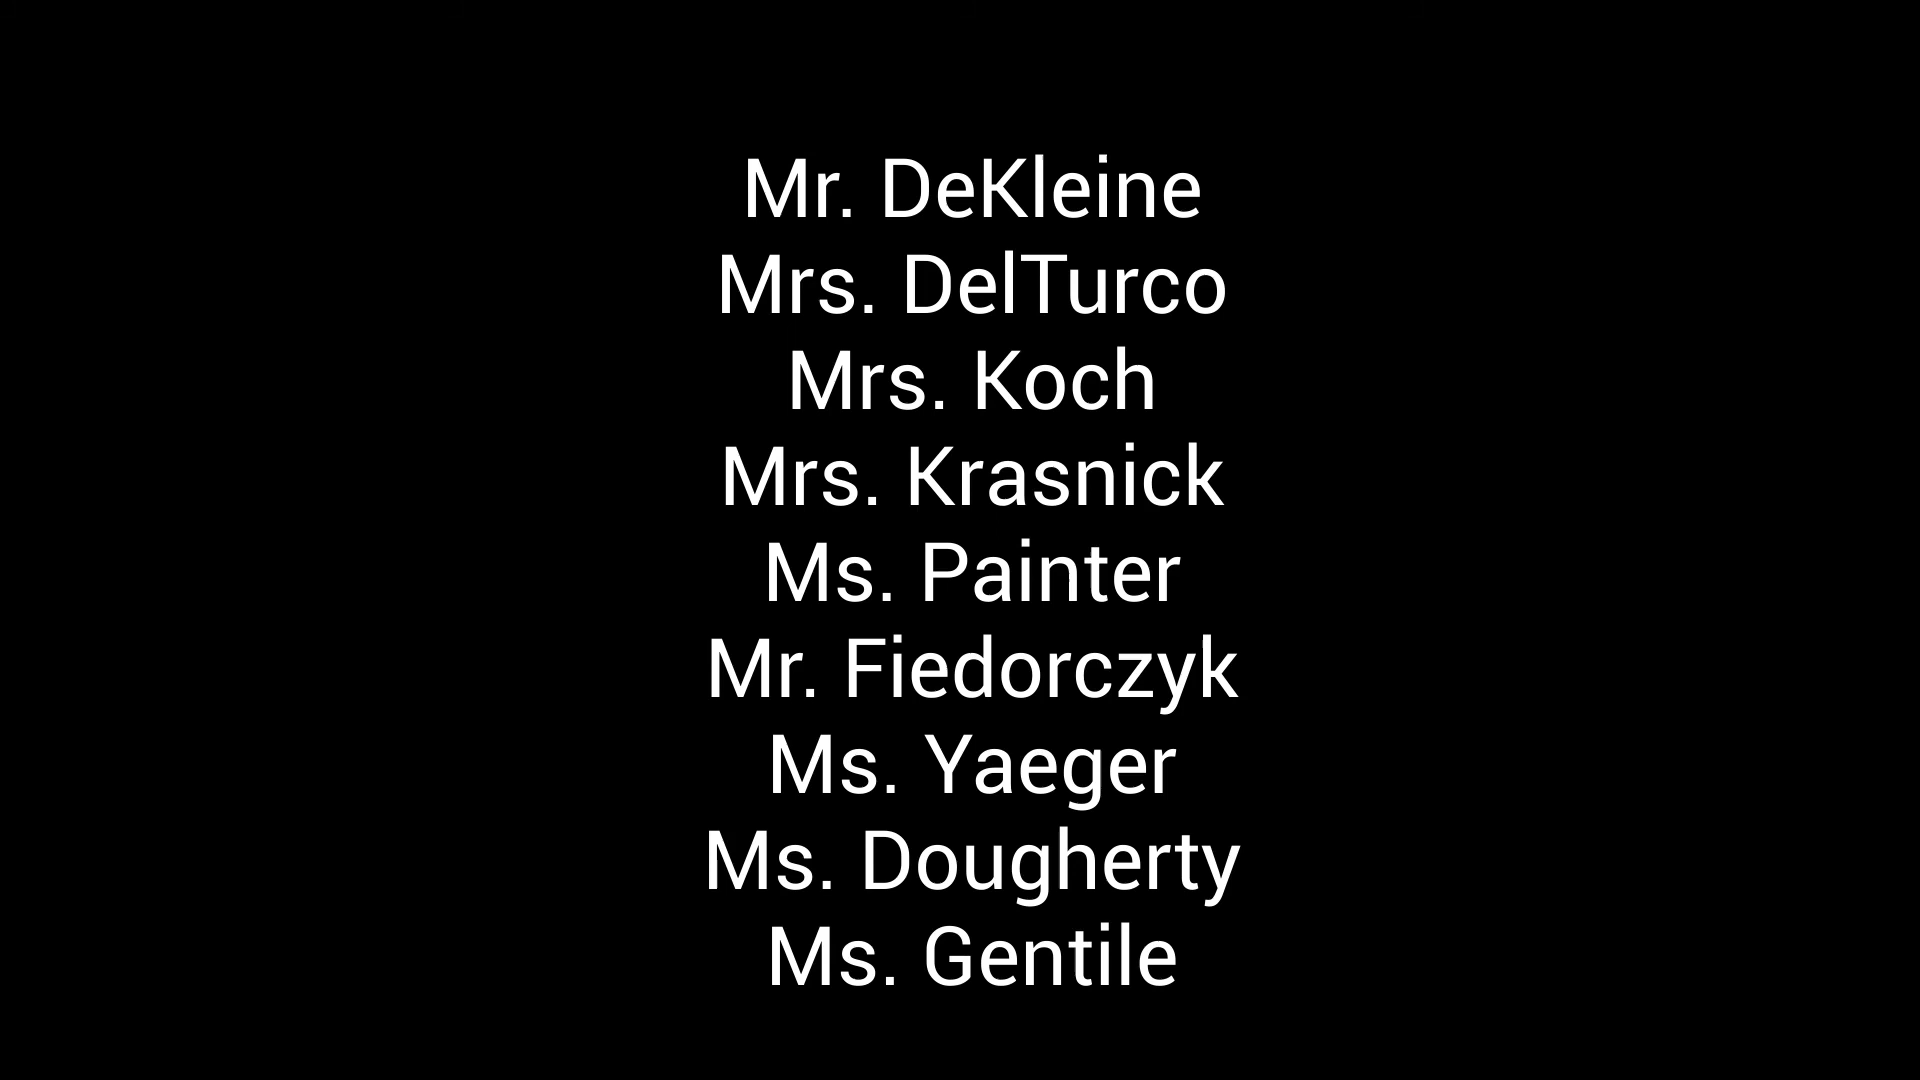 Mr. DeKleine
Mrs. DelTurco
Mrs. Koch
Mrs. Krasnick
Ms. Painter
Mr. Fiedorczyk
Ms. Yaeger
Ms. Dougherty
Ms. Gentile